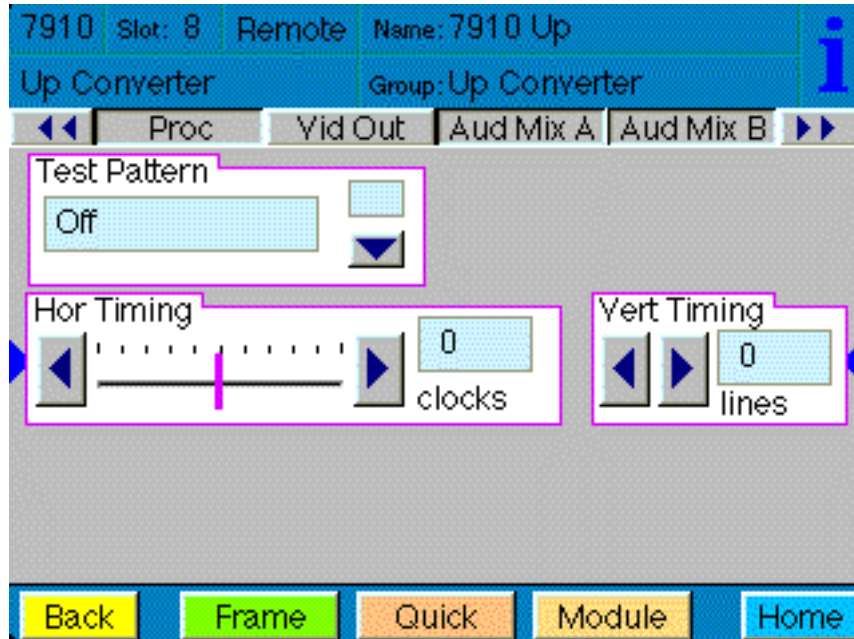 7910 Slot: 8 Remote Name: 7910 Up i
Up Converter Group: Up Converter
Proc Vid Out Aud Mix A Aud Mix B
Test Pattern
Off
Hor Timing Vert Timing
0 0
clocks lines
Back Frame Quick Module Home